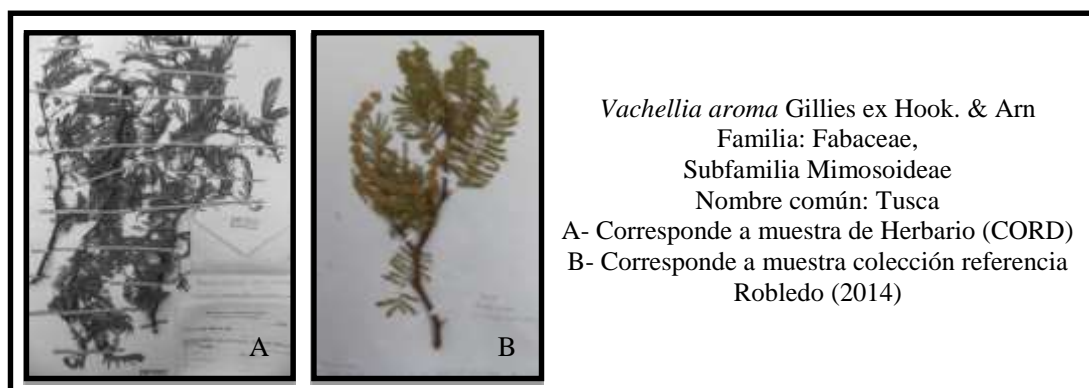 Vachellia aroma Gillies ex Hook. & Arn
Familia: Fabaceae,
Subfamilia Mimosoideae
Nombre común: Tusca
A- Corresponde a muestra de Herbario (CORD)
B- Corresponde a muestra colección referencia
Robledo (2014)
A
B